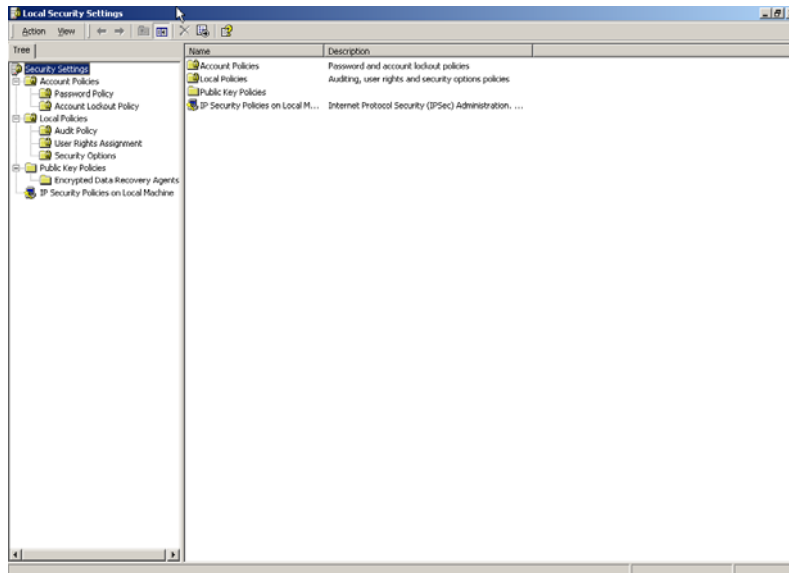 Local Security Settings
Action View
Tree
Security Settings
Account Policies
Password Policy
Account Lockout Policy
Local Policies
Audit Policy
User Rights Assignment
Security Options
Public Key Policies
Encrypted Data Recovery Agents
IP Security Policies on Local Machine
Name Description
Account Policies Password and account lockout policies
Local Policies Auditing, user rights and security options policies
Public Key Policies
IP Security Policies on Local M... Internet Protocol Security (IPSec) Administration. ...